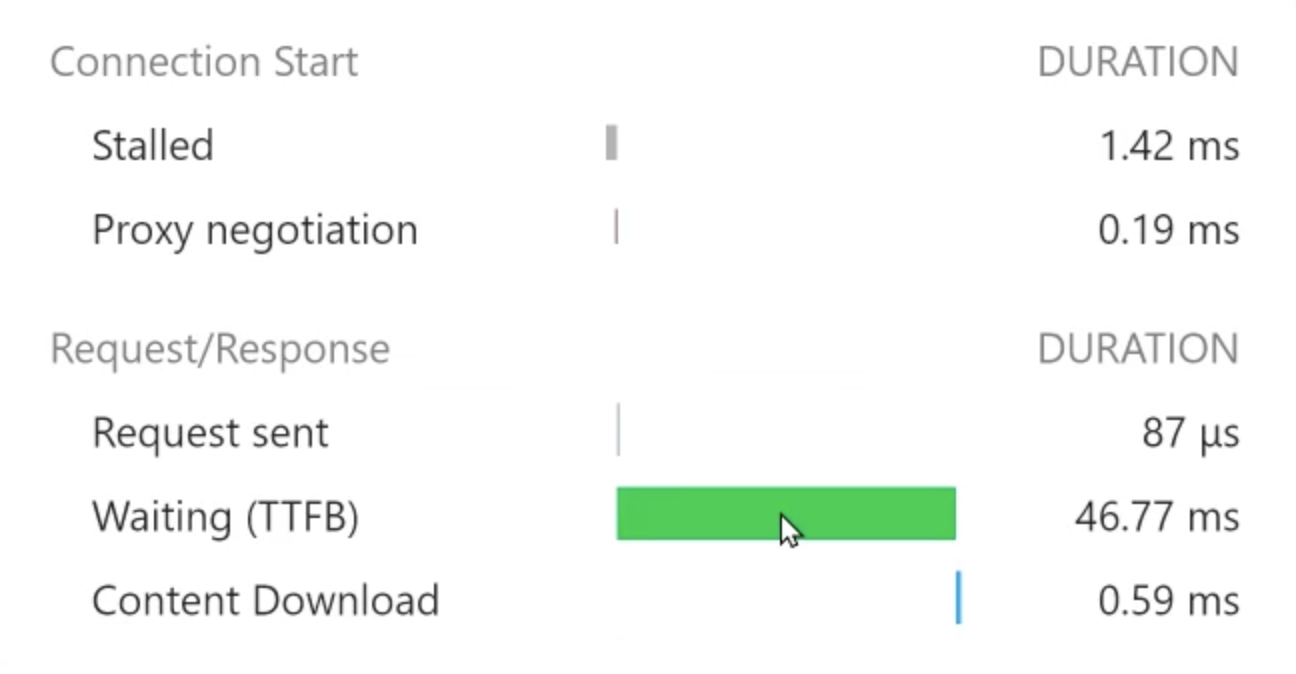 Connection Start DURATION
Stalled 1.42 ms
Proxy negotiation 0.19 ms
Request/Response DURATION
Request sent 87 µs
Waiting (TTFB) 46.77 ms
Content Download 0.59 ms